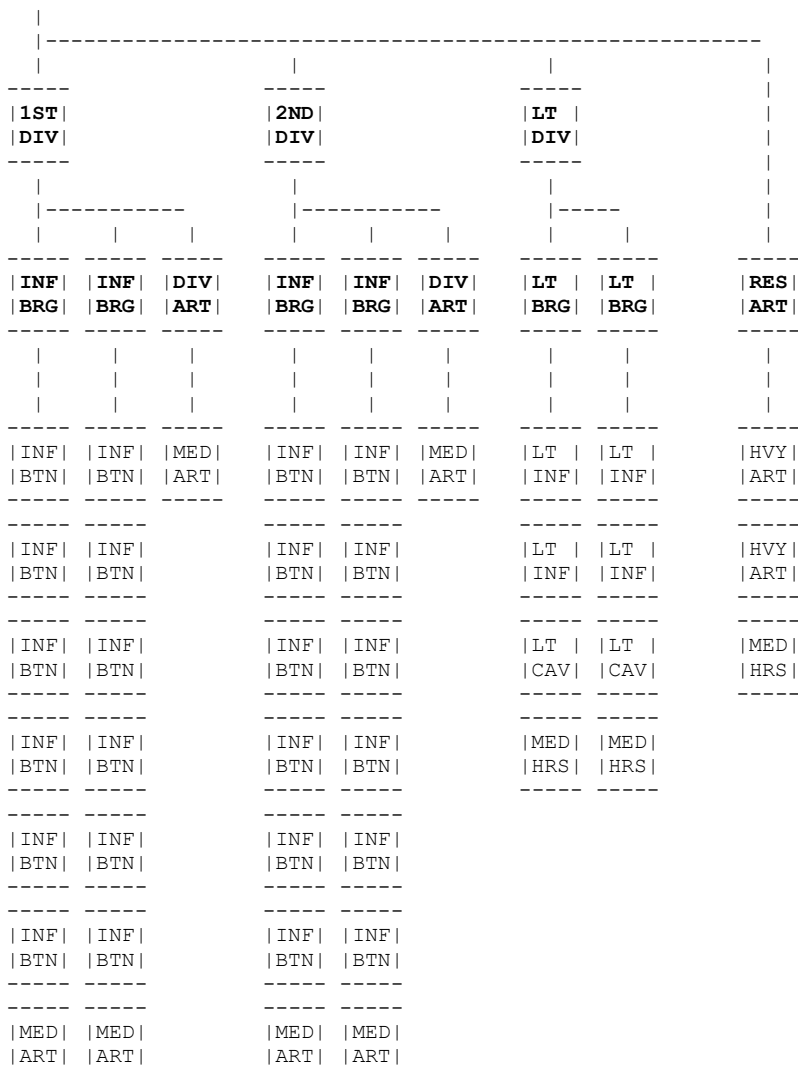 |
|--------------------------------------------------------
| | | |
----- ----- ----- |
|1ST| |2ND| |LT | |
|DIV| |DIV| |DIV| |
----- ----- ----- |
| | | |
|----------- |----------- |----- |
| | | | | | | | |
----- ----- ----- ----- ----- ----- ----- ----- -----
|INF| |INF| |DIV| |INF| |INF| |DIV| |LT | |LT | |RES|
|BRG| |BRG| |ART| |BRG| |BRG| |ART| |BRG| |BRG| |ART|
----- ----- ----- ----- ----- ----- ----- ----- -----
| | | | | | | | |
| | | | | | | | |
| | | | | | | | |
----- ----- ----- ----- ----- ----- ----- ----- -----
|INF| |INF| |MED| |INF| |INF| |MED| |LT | |LT | |HVY|
|BTN| |BTN| |ART| |BTN| |BTN| |ART| |INF| |INF| |ART|
----- ----- ----- ----- ----- ----- ----- ----- -----
----- ----- ----- ----- ----- ----- -----
|INF| |INF| |INF| |INF| |LT | |LT | |HVY|
|BTN| |BTN| |BTN| |BTN| |INF| |INF| |ART|
----- ----- ----- ----- ----- ----- -----
----- ----- ----- ----- ----- ----- -----
|INF| |INF| |INF| |INF| |LT | |LT | |MED|
|BTN| |BTN| |BTN| |BTN| |CAV| |CAV| |HRS|
----- ----- ----- ----- ----- ----- -----
----- ----- ----- ----- ----- -----
|INF| |INF| |INF| |INF| |MED| |MED|
|BTN| |BTN| |BTN| |BTN| |HRS| |HRS|
----- ----- ----- ----- ----- -----
----- ----- ----- -----
|INF| |INF| |INF| |INF|
|BTN| |BTN| |BTN| |BTN|
----- ----- ----- -----
----- ----- ----- -----
|INF| |INF| |INF| |INF|
|BTN| |BTN| |BTN| |BTN|
----- ----- ----- -----
----- ----- ----- -----
|MED| |MED| |MED| |MED|
|ART| |ART| |ART| |ART|